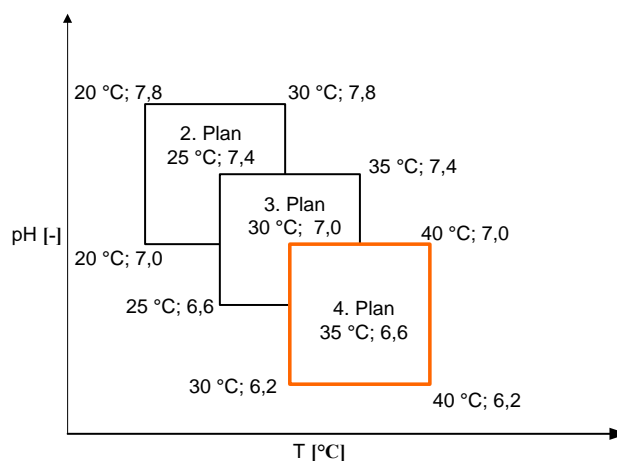 20 °C; 7,8
30 °C; 7,8
2. Plan
25 °C; 7,4
35 °C; 7,4
3. Plan
30 °C;  7,0
pH [-]
40 °C; 7,0
20 °C; 7,0
25 °C; 6,6
4. Plan
35 °C; 6,6
30 °C; 6,2
40 °C; 6,2
T [°C]